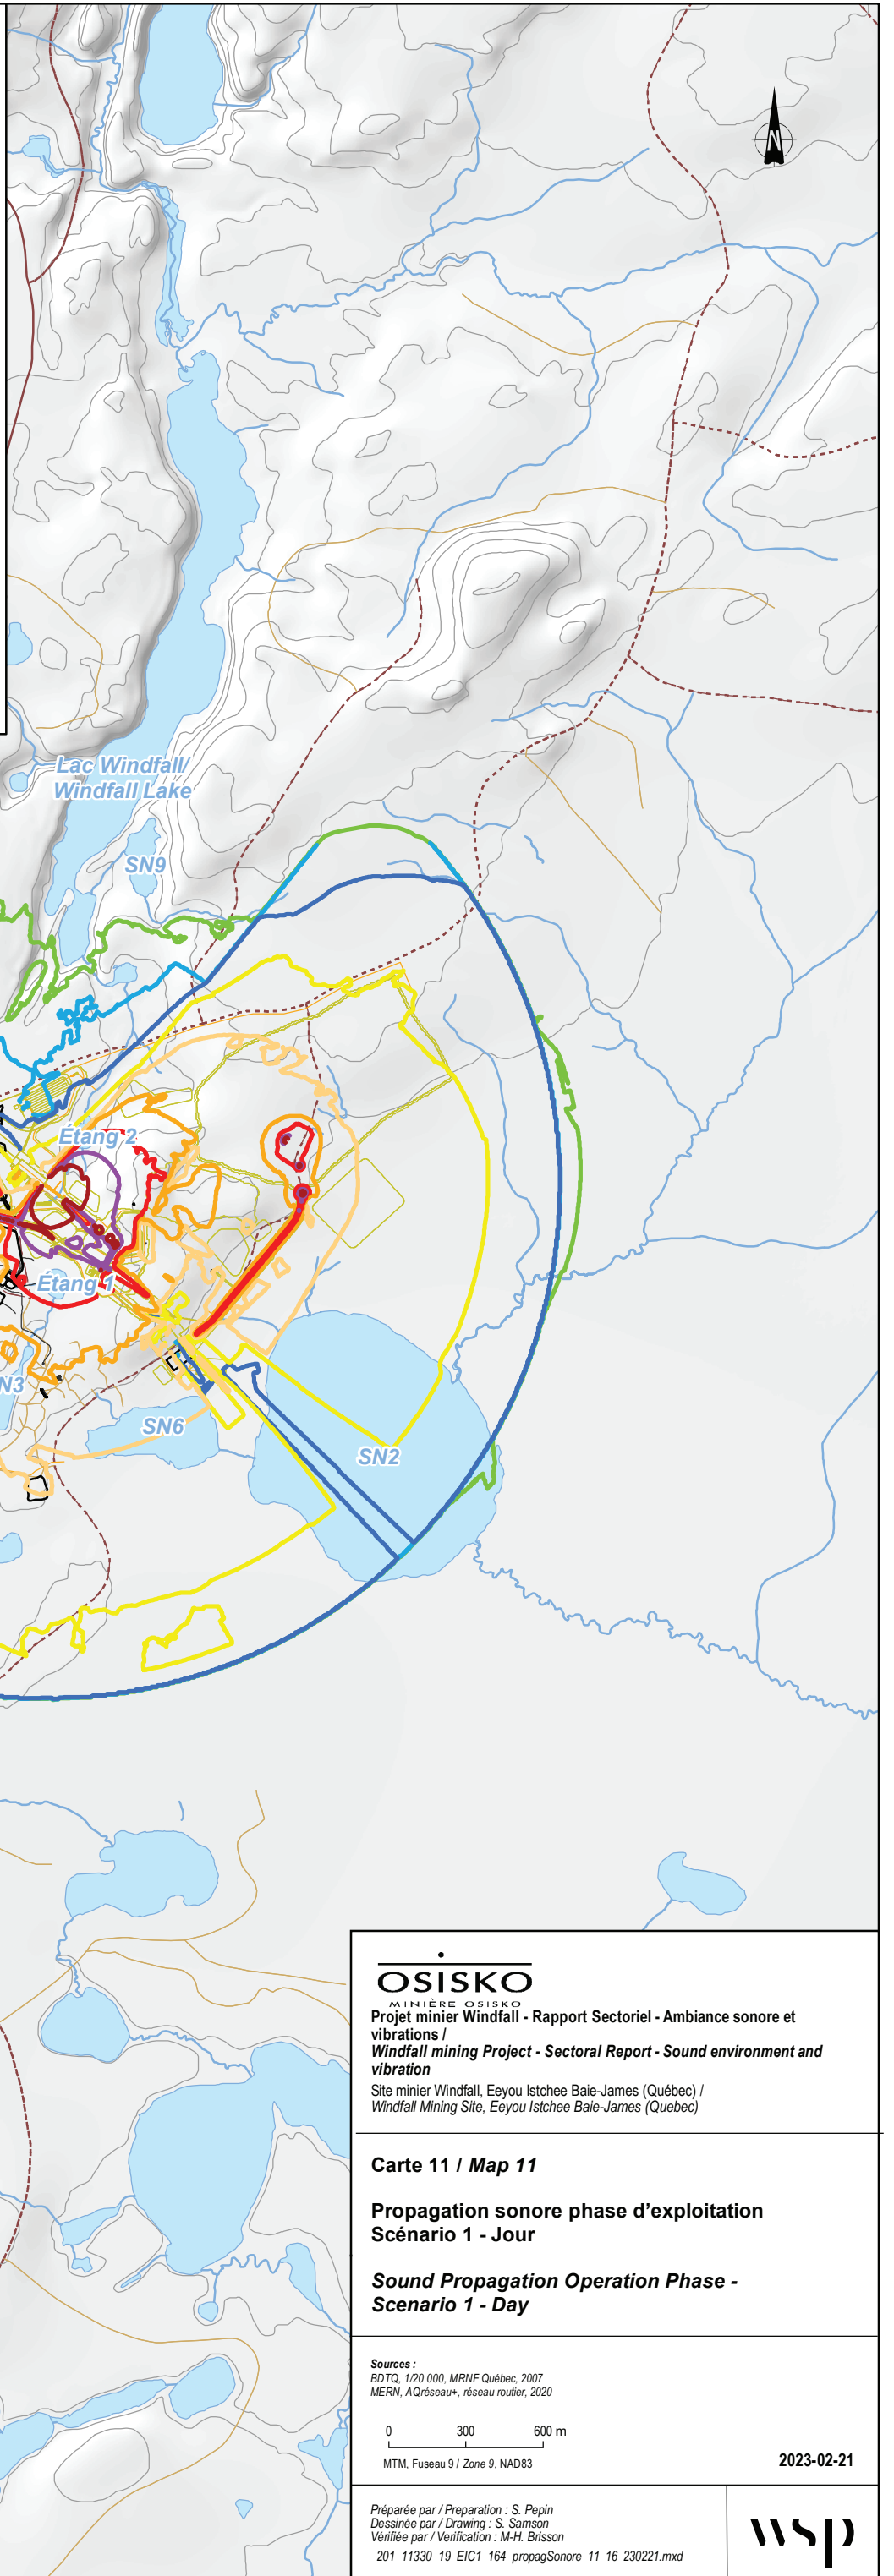 N
Lac Windfall/
Windfall Lake
SN9
Étang 2
Étang 1
N3
SN6
SN2
OSISKO
MINIÈRE OSISKO
Projet minier Windfall - Rapport Sectoriel - Ambiance sonore et
vibrations /
Windfall mining Project - Sectoral Report - Sound environment and
vibration
Site minier Windfall, Eeyou Istchee Baie-James (Québec) /
Windfall Mining Site, Eeyou Istchee Baie-James (Quebec)
Carte 11 / Map 11
Propagation sonore phase d'exploitation
Scénario 1 - Jour
Sound Propagation Operation Phase -
Scenario 1 - Day
Sources :
BDTQ, 1/20 000, MRNF Québec, 2007
MERN, AQréseau+, réseau routier, 2020
0 300 600 m
MTM, Fuseau 9 / Zone 9, NAD83
2023-02-21
Préparée par / Preparation : S. Pepin
Dessinée par / Drawing : S. Samson
Vérifiée par / Verification : M-H. Brisson
_201_11330_19_EIC1_164_propagSonore_11_16_230221.mxd
wsp